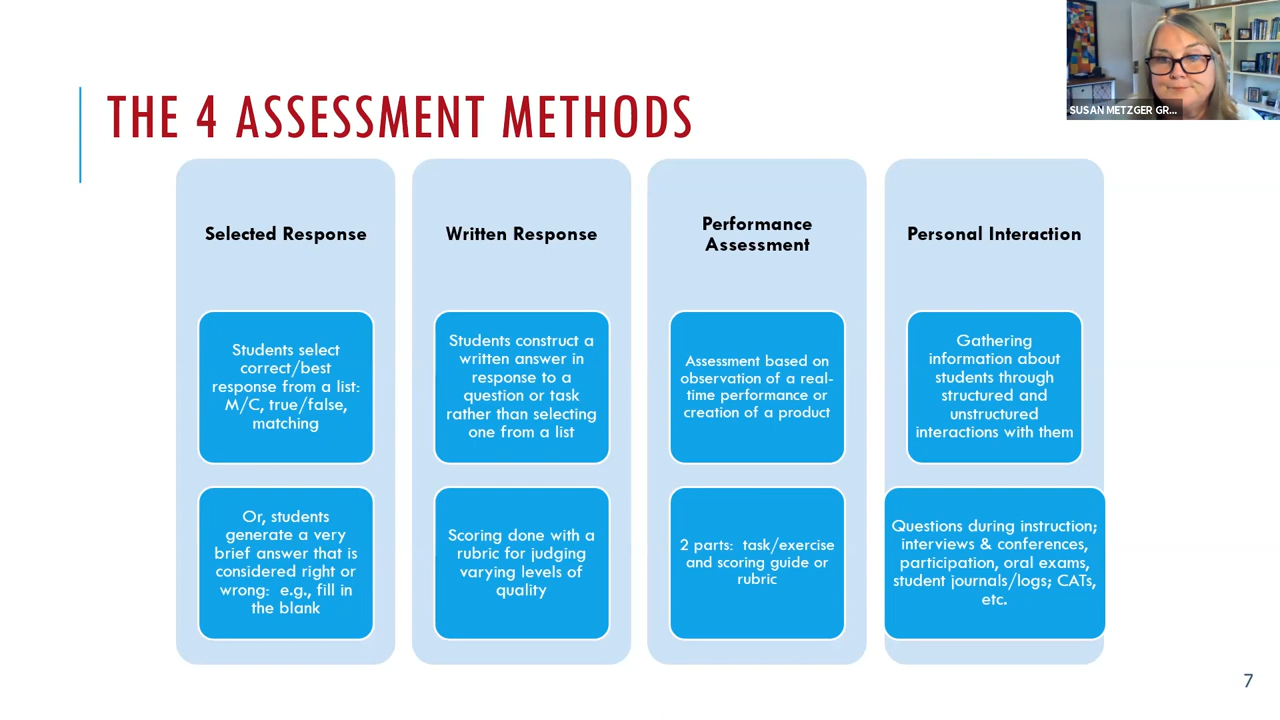 SUSAN METZGER GR...
THE 4 ASSESSMENT METHODS
Selected Response
Students select
correct/best
response from a list:
M/C, true/false,
matching
Or, students
generate a very
brief answer that is
considered right or
wrong:  e.g., fill in
the blank
Written Response
Students construct a
written answer in
response to a
question or task
rather than selecting
one from a list
Scoring done with a
rubric for judging
varying levels of
quality
Performance
Assessment
Assessment based on
observation of a real-
time performance or
creation of a product
2 parts:  task/exercise
and scoring guide or
rubric
Personal Interaction
Gathering
information about
students through
structured and
unstructured
interactions with them
Questions during instruction;
interviews & conferences,
participation, oral exams,
student journals/logs; CATs,
etc.
7